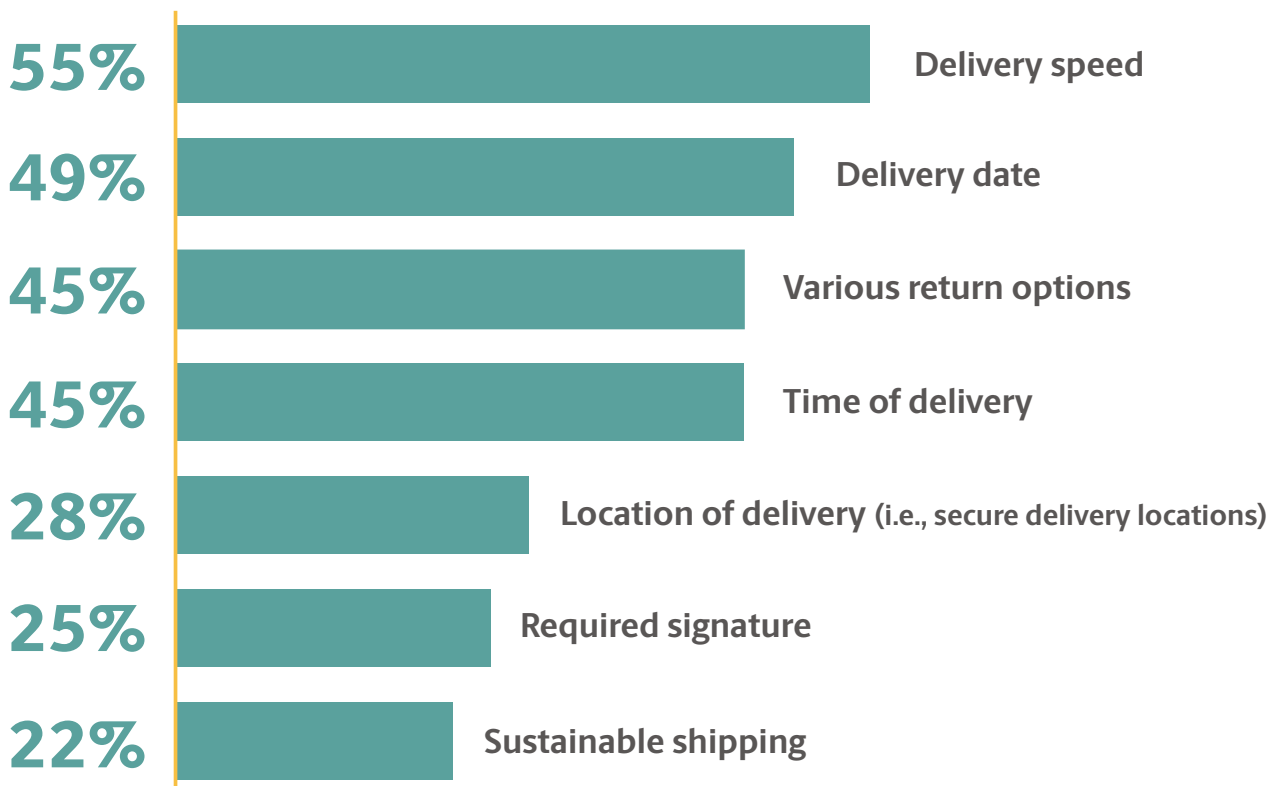 55% Delivery speed
49% Delivery date
45% Various return options
45% Time of delivery
28% Location of delivery (i.e., secure delivery locations)
25% Required signature
22% Sustainable shipping